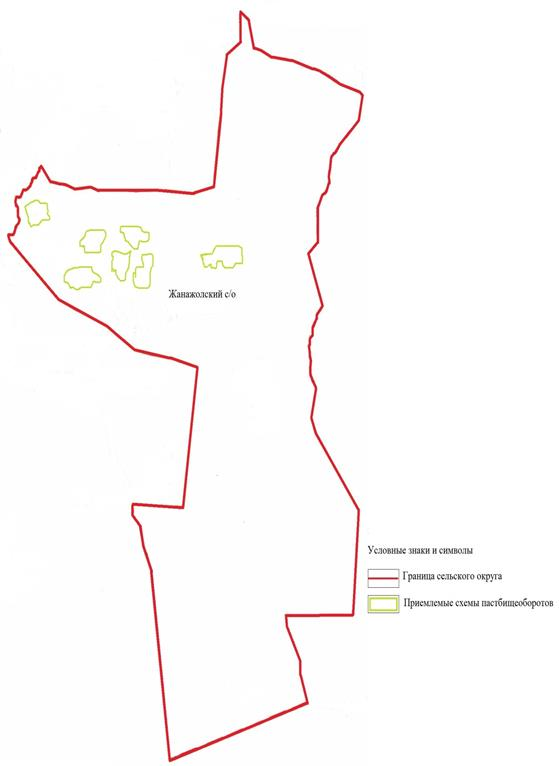 Жанажолский с/о
Условные знаки и символы
Граница сельского округа
Приемлемые схемы пастбищеоборотов